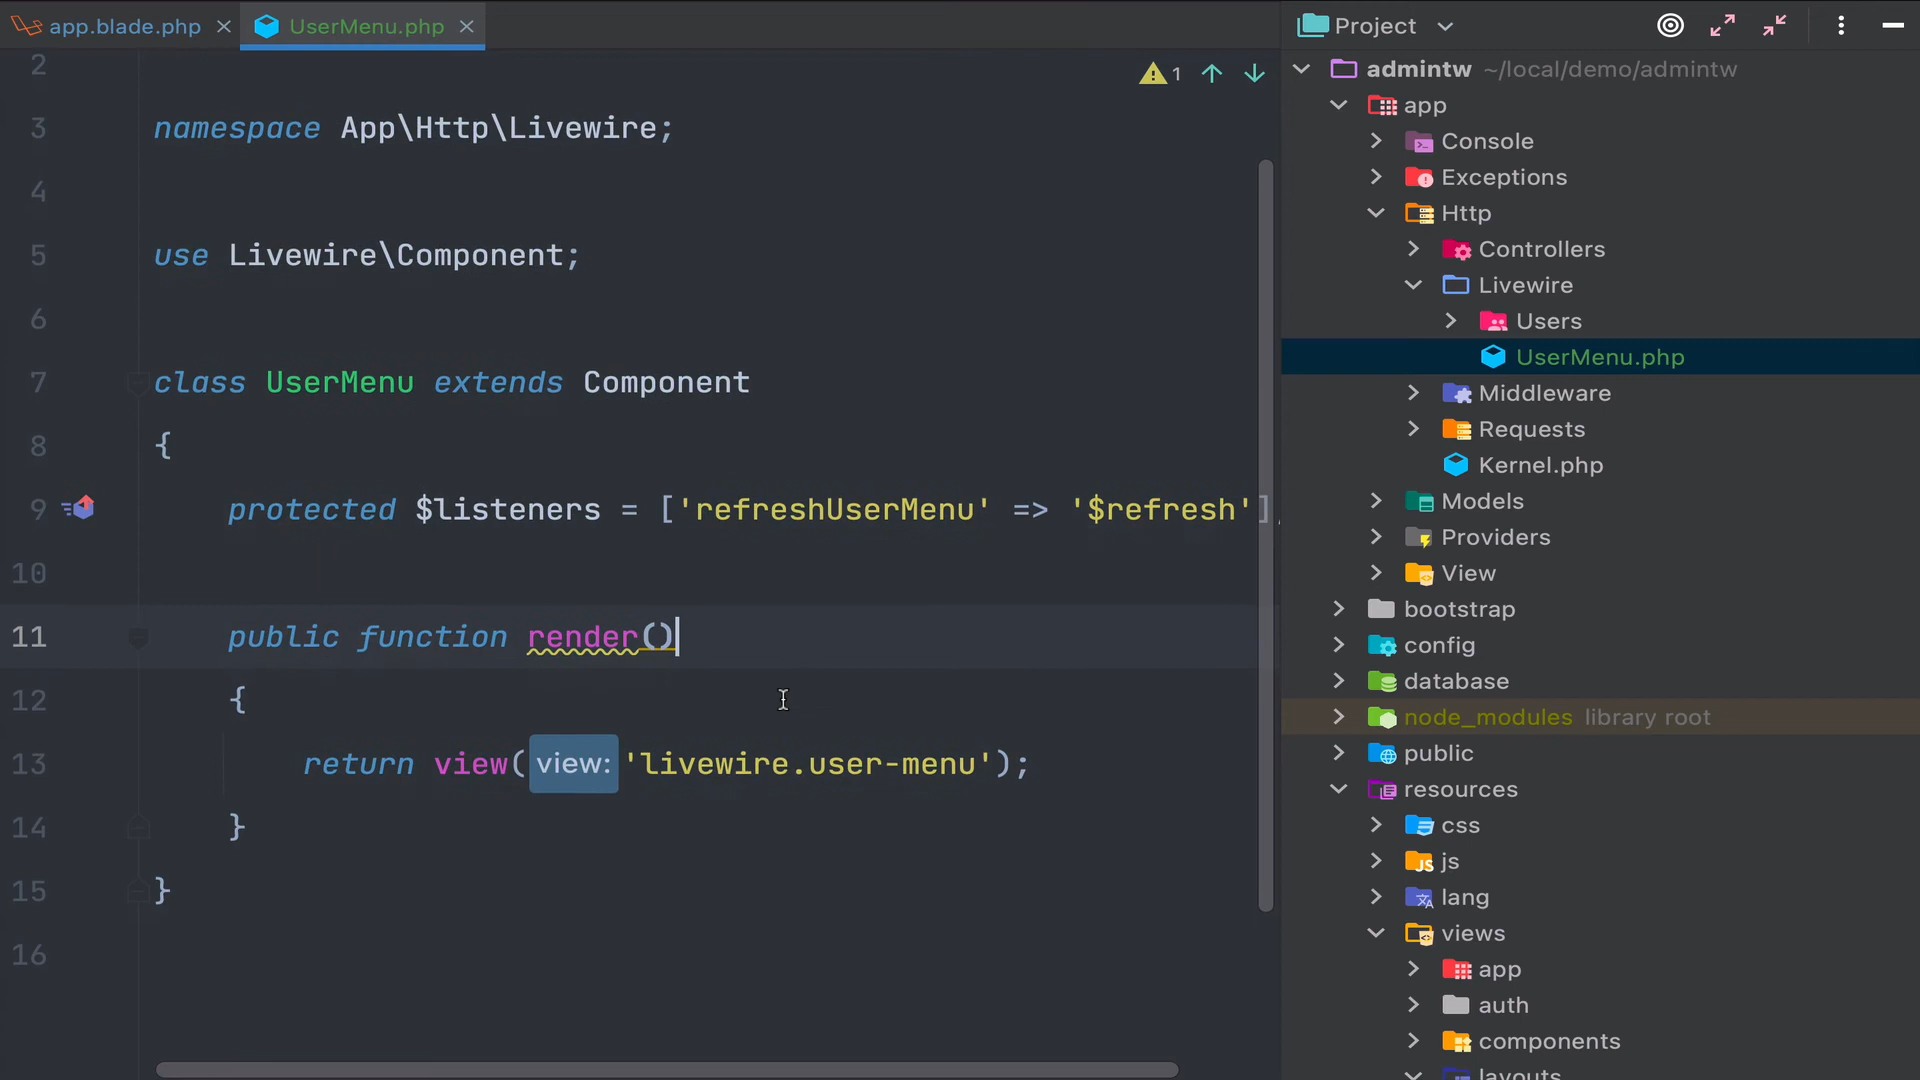 app.blade.php
UserMenu.php
1
2
3 namespace App\Http\Livewire;
4
5 use Livewire\Component;
6
7 class UserMenu extends Component
8 {
9 protected $listeners = ['refreshUserMenu' => '$refresh'],
10
11 public function render()
12 {
13 return view( view: 'livewire.user-menu');
14 }
15 }
16
Project
admintw ~/local/demo/admintw
app
Console
Exceptions
Http
Controllers
Livewire
Users
UserMenu.php
Middleware
Requests
Kernel.php
Models
Providers
View
bootstrap
config
database
node_modules library root
public
resources
css
js
lang
views
app
auth
components
layouts